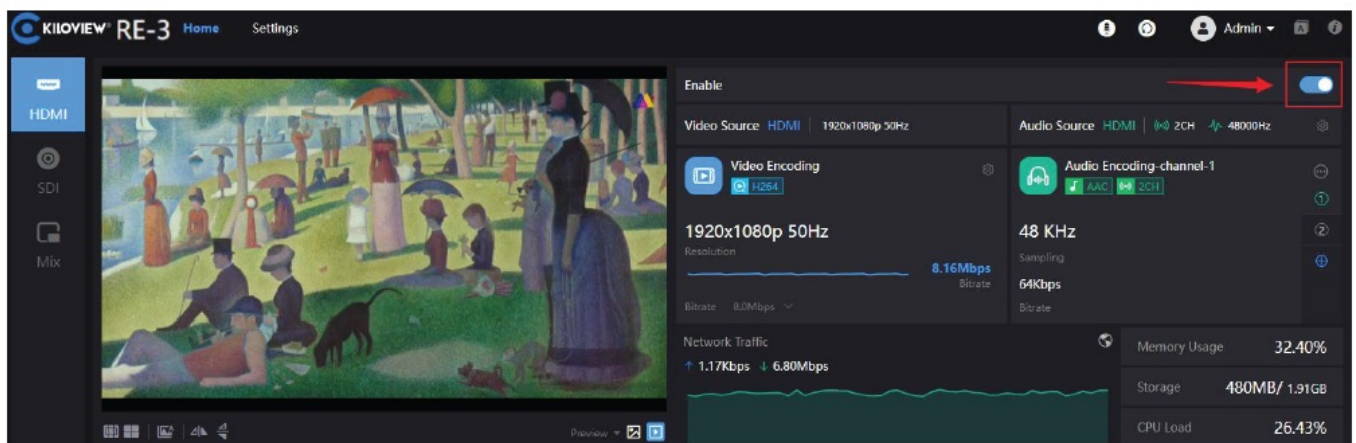 KILOVIEW® RE-3 Home Settings Admin
HDMI
SDI
Mix
Preview
Enable
Video Source HDMI 1920x1080p 50Hz
Audio Source HDMI 2CH 48000Hz
Video Encoding
H264
1920x1080p 50Hz
Resolution
8.16Mbps
Bitrate
Bitrate 8.0Mbps
Audio Encoding-channel-1
AAC 2CH
1
2
48 KHz
Sampling
64Kbps
Bitrate
Network Traffic
↑ 1.17Kbps ↓ 6.80Mbps
Memory Usage 32.40%
Storage 480MB/ 1.91GB
CPU Load 26.43%